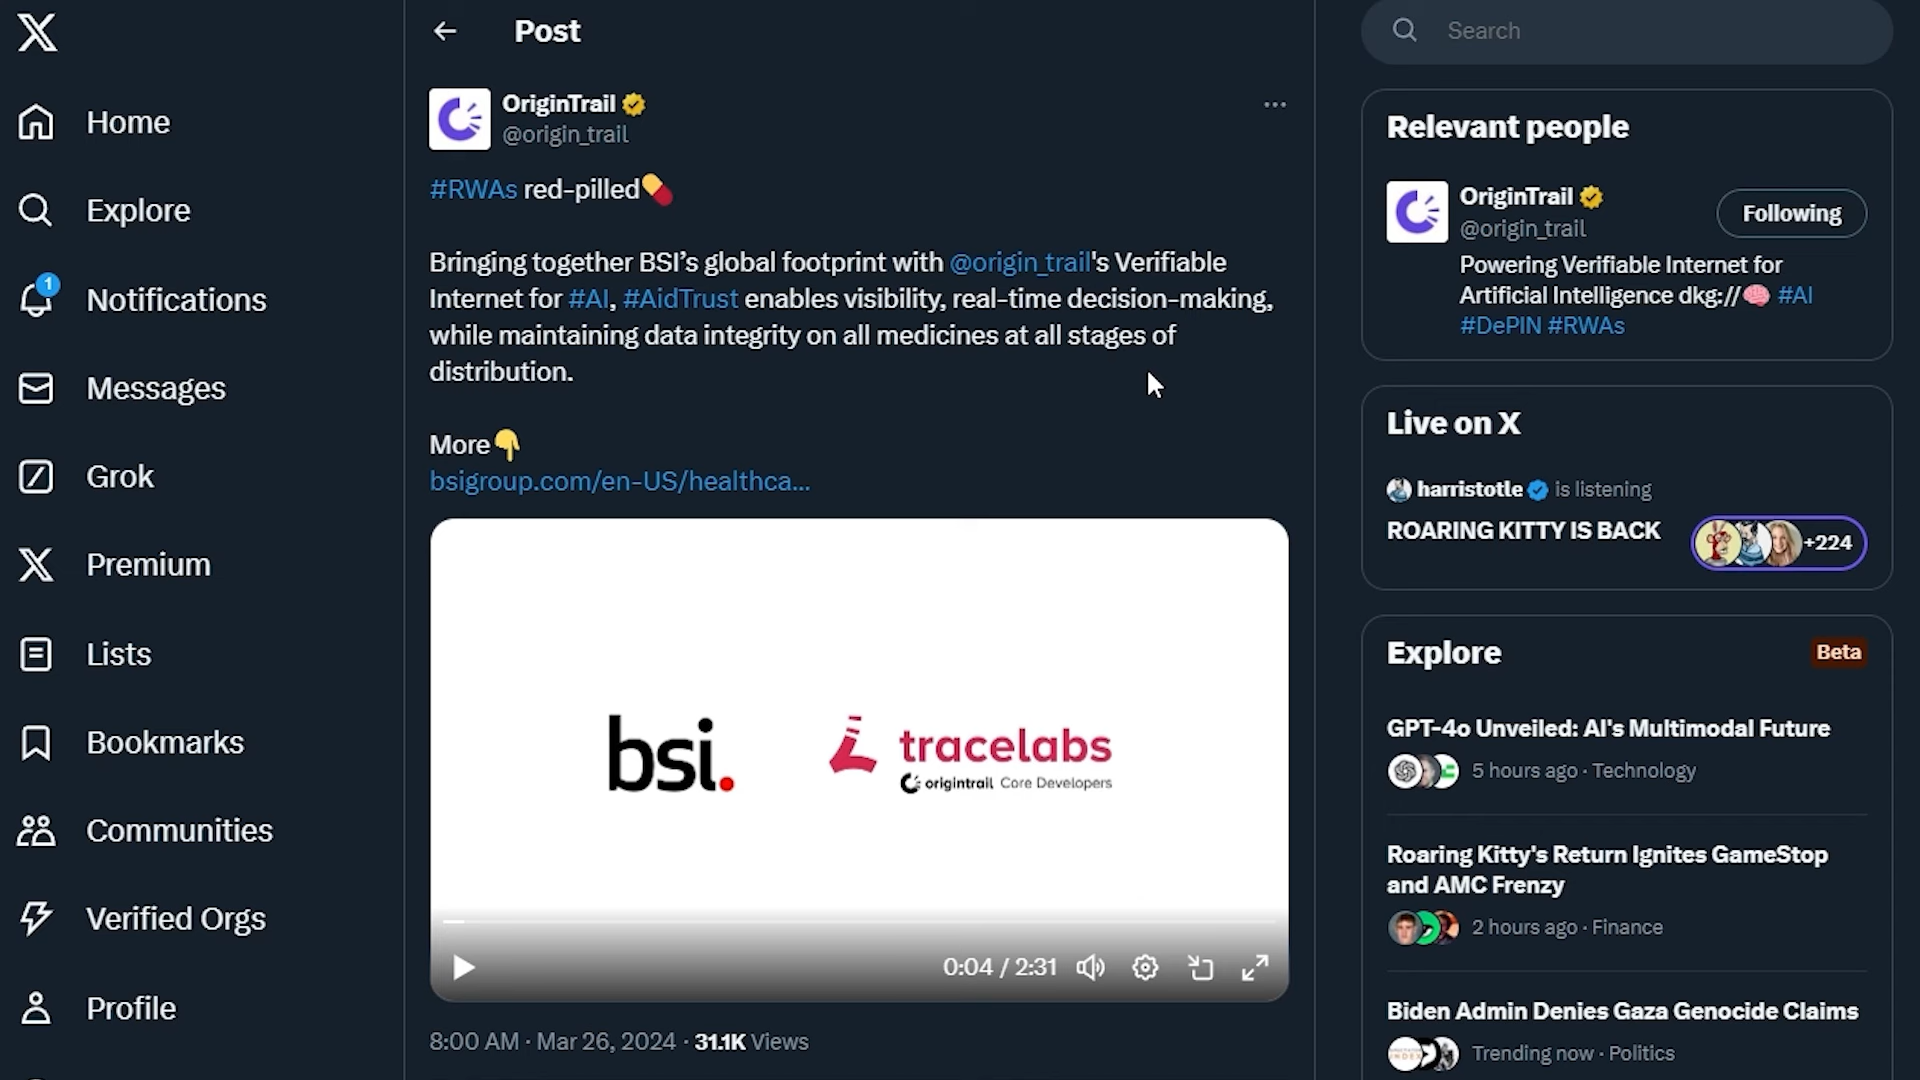 Home
Explore
1
Notifications
Messages
Grok
Premium
Lists
Bookmarks
Communities
Verified Orgs
Profile
Post
OriginTrail
@origin_trail
#RWAs red-pilled
Bringing together BSI’s global footprint with @origin_trail's Verifiable
Internet for #AI, #AidTrust enables visibility, real-time decision-making,
while maintaining data integrity on all medicines at all stages of
distribution.
More
bsigroup.com/en-US/healthca...
bsi.
tracelabs
origintrail Core Developers
0:04 / 2:31
8:00 AM · Mar 26, 2024 · 31.1K Views
Search
Relevant people
OriginTrail
@origin_trail
Following
Powering Verifiable Internet for
Artificial Intelligence dkg:// #AI
#DePIN #RWAs
Live on X
harristotle is listening
ROARING KITTY IS BACK
+224
Explore
Beta
GPT-4o Unveiled: AI's Multimodal Future
5 hours ago · Technology
Roaring Kitty's Return Ignites GameStop
and AMC Frenzy
2 hours ago · Finance
Biden Admin Denies Gaza Genocide Claims
Trending now · Politics